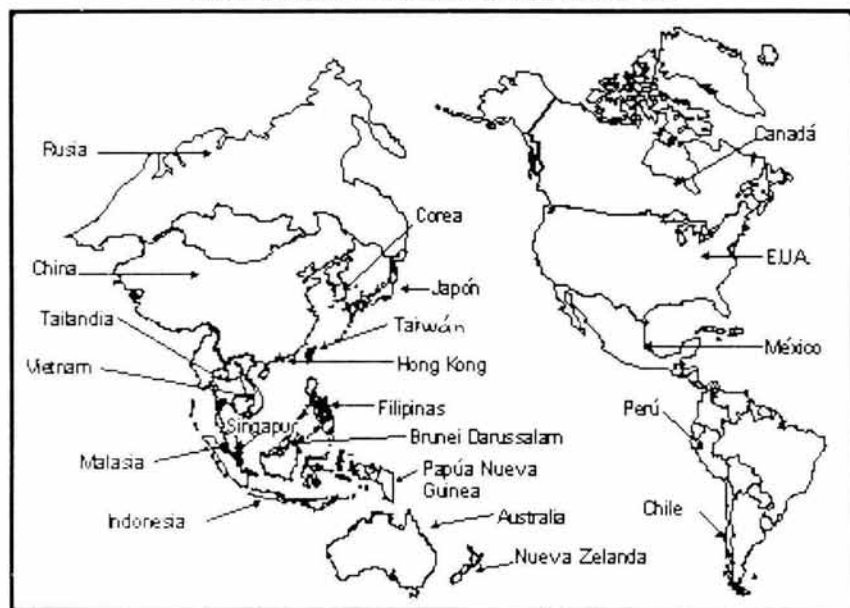 Rusia
Canadá
Corea
China
E.U.A.
Japón
Tailandia
Taiwán
Vietnam
Hong Kong
México
Filipinas
Perú
Singapur
Brunei Darussalam
Malasia
Papúa Nueva
Guinea
Indonesia
Australia
Chile
Nueva Zelanda